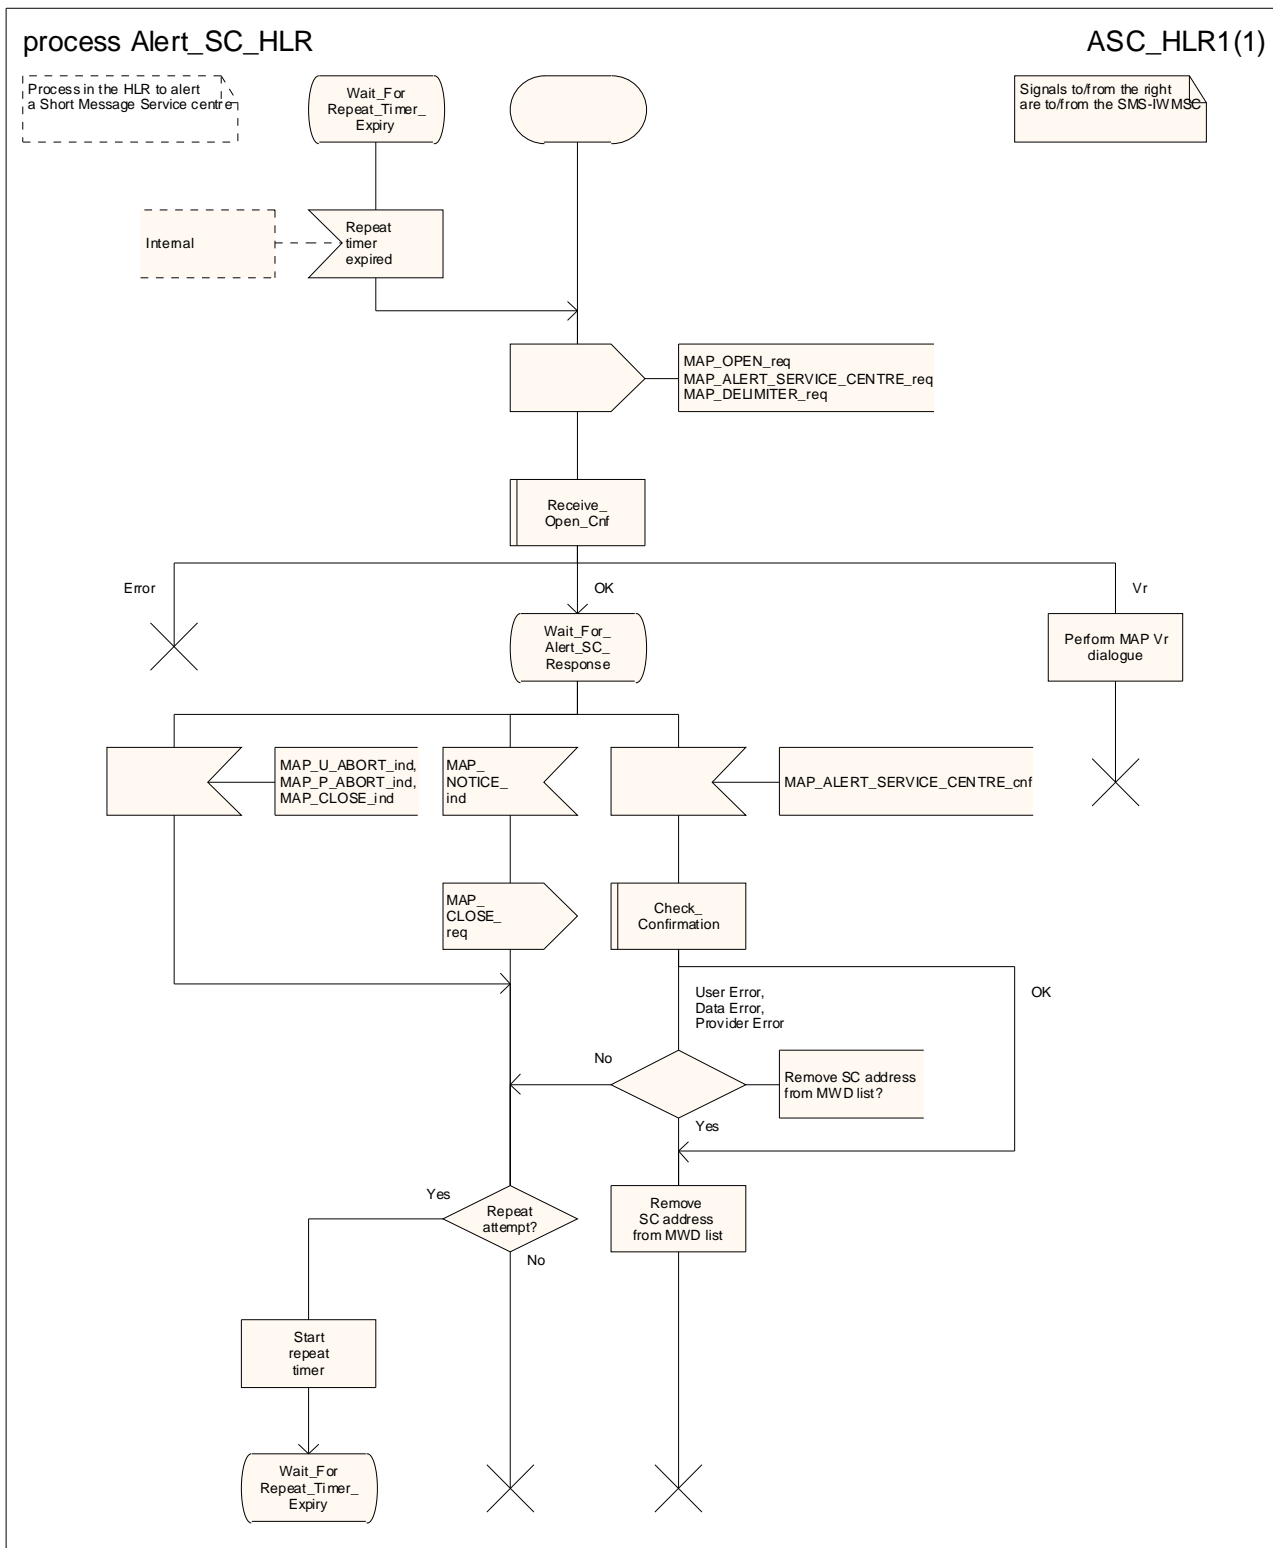 process Alert_SC_HLR
ASC_HLR1(1)
Process in the HLR to alert
a Short Message Service centre
Wait_For
Repeat_Timer_
Expiry
Signals to/from the right
are to/from the SMS-IWMSC
Internal
Repeat
timer
expired
MAP_OPEN_req
MAP_ALERT_SERVICE_CENTRE_req
MAP_DELIMITER_req
Receive_
Open_Cnf
Error
OK
Vr
Wait_For_
Alert_SC_
Response
Perform MAP Vr
dialogue
MAP_U_ABORT_ind,
MAP_P_ABORT_ind,
MAP_CLOSE_ind
MAP_
NOTICE_
ind
MAP_ALERT_SERVICE_CENTRE_cnf
MAP_
CLOSE_
req
Check_
Confirmation
User Error,
Data Error,
Provider Error
OK
No
Remove SC address
from MWD list?
Yes
Yes
Repeat
attempt?
No
Remove
SC address
from MWD list
Start
repeat
timer
Wait_For
Repeat_Timer_
Expiry